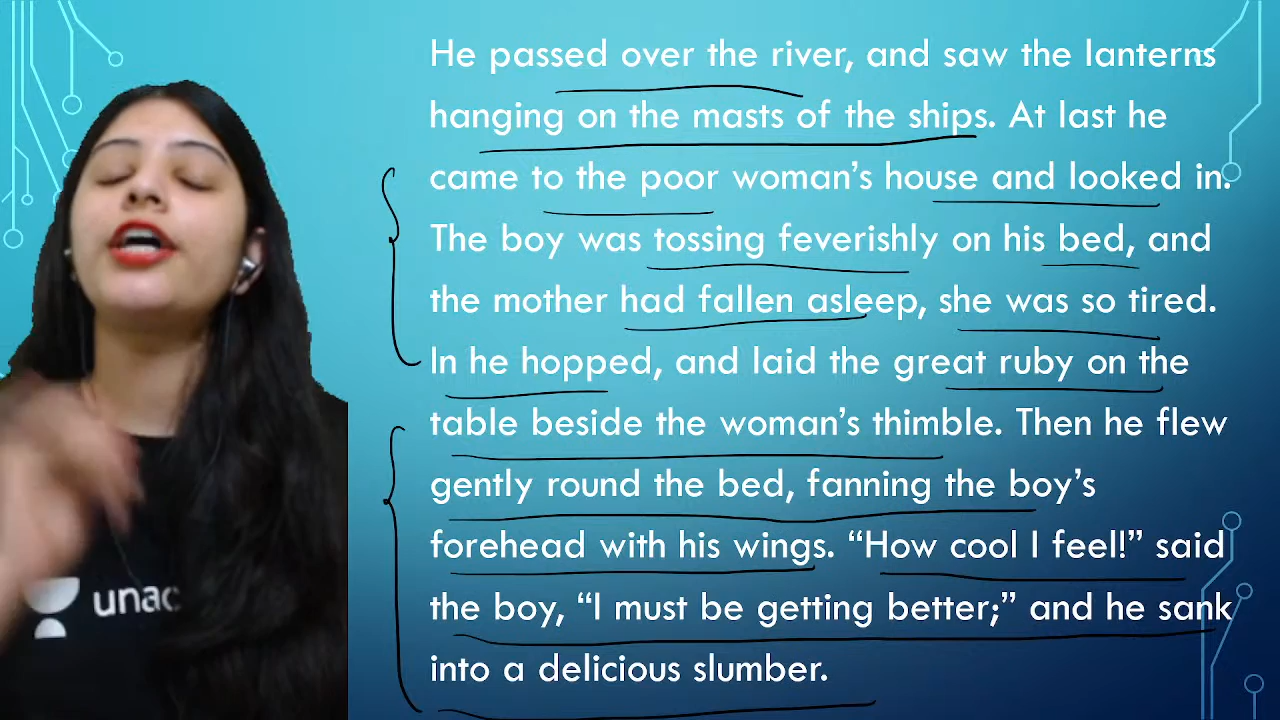 He passed over the river, and saw the lanterns
hanging on the masts of the ships. At last he
came to the poor woman’s house and looked in.
The boy was tossing feverishly on his bed, and
the mother had fallen asleep, she was so tired.
In he hopped, and laid the great ruby on the
table beside the woman’s thimble. Then he flew
gently round the bed, fanning the boy’s
forehead with his wings. “How cool I feel!” said
the boy, “I must be getting better;” and he sank
into a delicious slumber.
unac